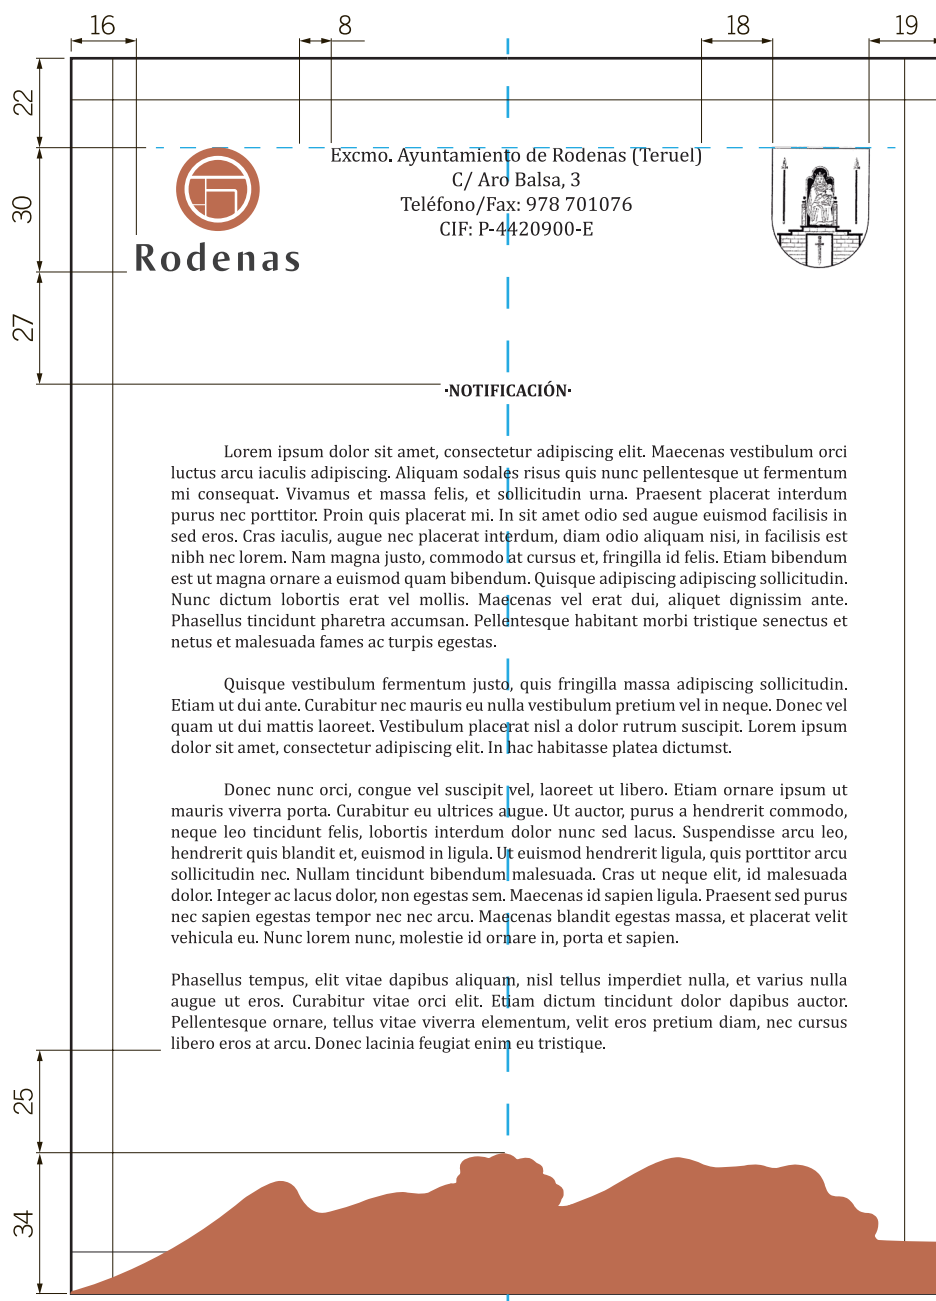 16 8 18 19
22
30
27
25
34
Rodenas
Excmo. Ayuntamiento de Rodenas (Teruel)
C/ Aro Balsa, 3
Teléfono/Fax: 978 701076
CIF: P-4420900-E
·NOTIFICACIÓN·
Lorem ipsum dolor sit amet, consectetur adipiscing elit. Maecenas vestibulum orci
luctus arcu iaculis adipiscing. Aliquam sodales risus quis nunc pellentesque ut fermentum
mi consequat. Vivamus et massa felis, et sollicitudin urna. Praesent placerat interdum
purus nec porttitor. Proin quis placerat mi. In sit amet odio sed augue euismod facilisis in
sed eros. Cras iaculis, augue nec placerat interdum, diam odio aliquam nisi, in facilisis est
nibh nec lorem. Nam magna justo, commodo at cursus et, fringilla id felis. Etiam bibendum
est ut magna ornare a euismod quam bibendum. Quisque adipiscing adipiscing sollicitudin.
Nunc dictum lobortis erat vel mollis. Maecenas vel erat dui, aliquet dignissim ante.
Phasellus tincidunt pharetra accumsan. Pellentesque habitant morbi tristique senectus et
netus et malesuada fames ac turpis egestas.
Quisque vestibulum fermentum justo, quis fringilla massa adipiscing sollicitudin.
Etiam ut dui ante. Curabitur nec mauris eu nulla vestibulum pretium vel in neque. Donec vel
quam ut dui mattis laoreet. Vestibulum placerat nisl a dolor rutrum suscipit. Lorem ipsum
dolor sit amet, consectetur adipiscing elit. In hac habitasse platea dictumst.
Donec nunc orci, congue vel suscipit vel, laoreet ut libero. Etiam ornare ipsum ut
mauris viverra porta. Curabitur eu ultrices augue. Ut auctor, purus a hendrerit commodo,
neque leo tincidunt felis, lobortis interdum dolor nunc sed lacus. Suspendisse arcu leo,
hendrerit quis blandit et, euismod in ligula. Ut euismod hendrerit ligula, quis porttitor arcu
sollicitudin nec. Nullam tincidunt bibendum malesuada. Cras ut neque elit, id malesuada
dolor. Integer ac lacus dolor, non egestas sem. Maecenas id sapien ligula. Praesent sed purus
nec sapien egestas tempor nec nec arcu. Maecenas blandit egestas massa, et placerat velit
vehicula eu. Nunc lorem nunc, molestie id ornare in, porta et sapien.
Phasellus tempus, elit vitae dapibus aliquam, nisl tellus imperdiet nulla, et varius nulla
augue ut eros. Curabitur vitae orci elit. Etiam dictum tincidunt dolor dapibus auctor.
Pellentesque ornare, tellus vitae viverra elementum, velit eros pretium diam, nec cursus
libero eros at arcu. Donec lacinia feugiat enim eu tristique.